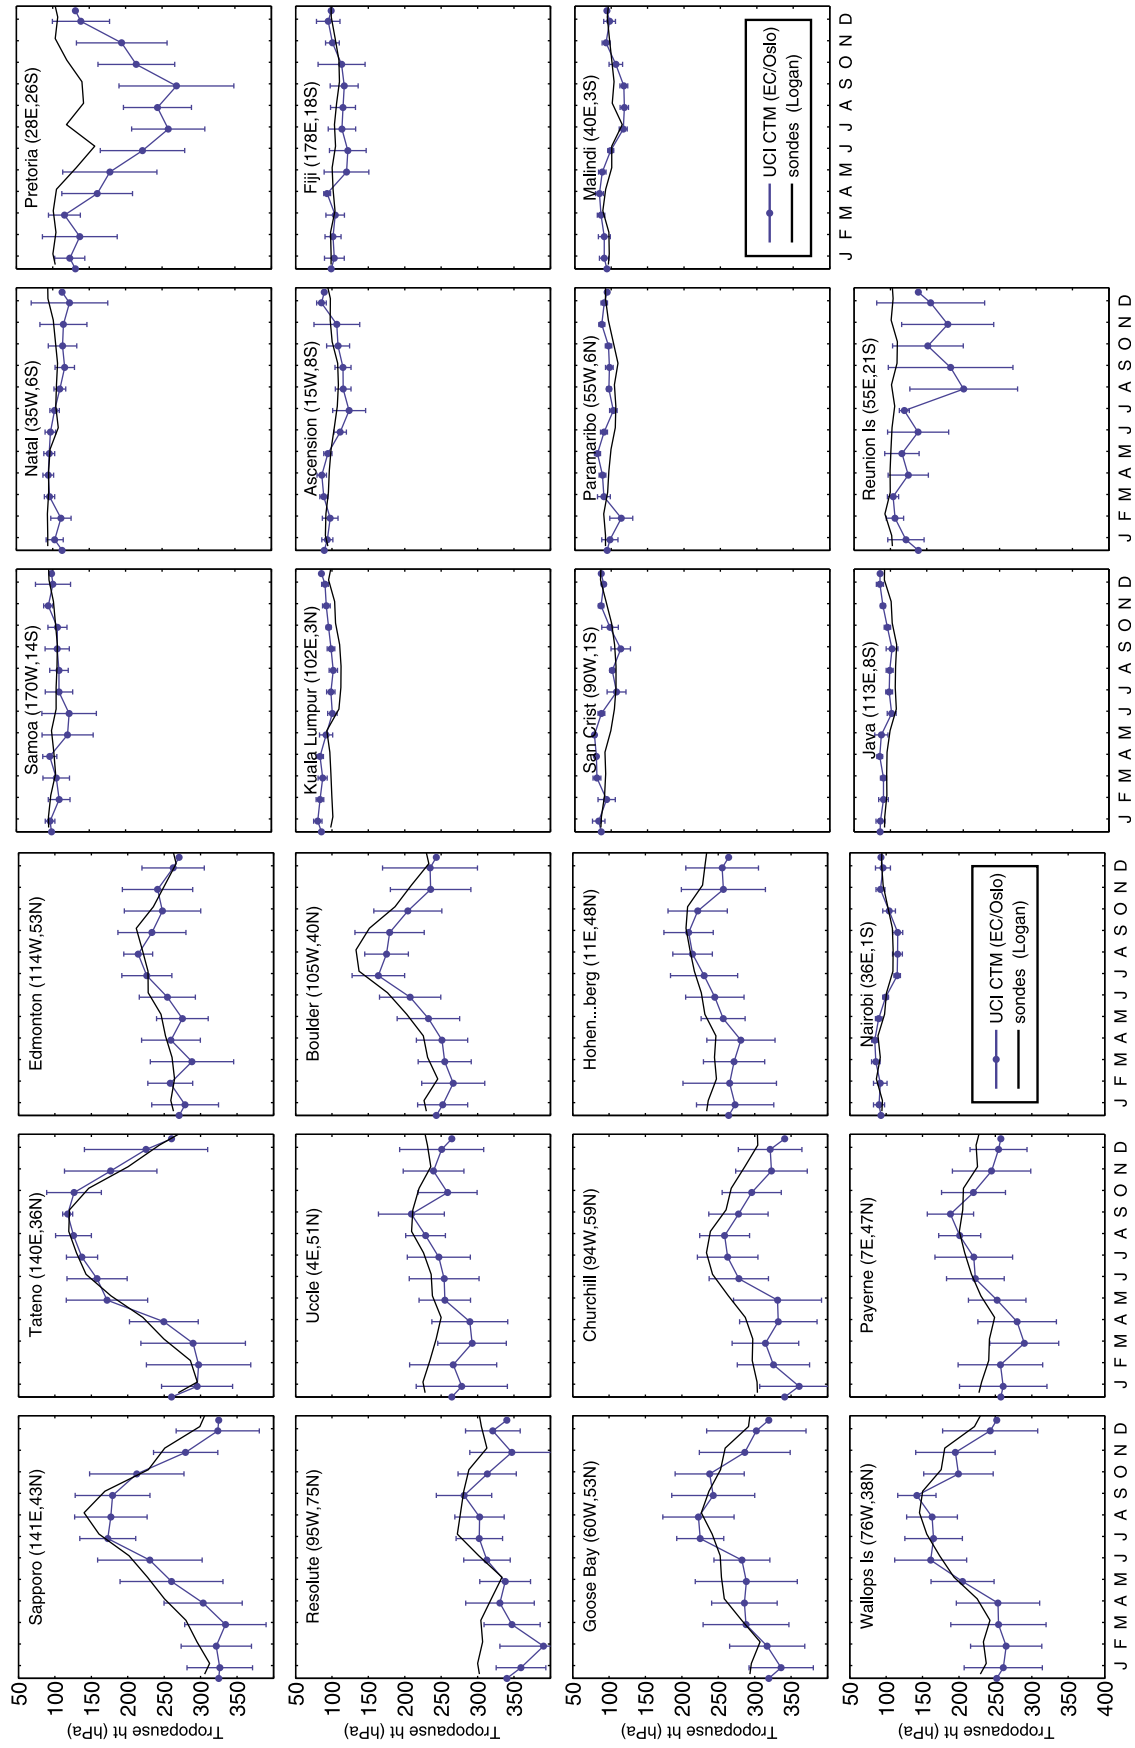 Sapporo (141E,43N)
Tateno (140E,36N)
Edmonton (114W,53N)
Samoa (170W,14S)
Natal (35W,6S)
Pretoria (28E,26S)
Tropopause ht (hPa)
50
100
150
200
250
300
350
Resolute (95W,75N)
Uccle (4E,51N)
Boulder (105W,40N)
Kuala Lumpur (102E,3N)
Ascension (15W,8S)
Fiji (178E,18S)
Tropopause ht (hPa)
50
100
150
200
250
300
350
Goose Bay (60W,53N)
Churchill (94W,59N)
Hohen...berg (11E,48N)
San Crist (90W,1S)
Paramaribo (55W,6N)
Malindi (40E,3S)
UCI CTM (EC/Oslo)
sondes (Logan)
J F M A M J J A S O N D
Tropopause ht (hPa)
50
100
150
200
250
300
350
Wallops Is (76W,38N)
Payerne (7E,47N)
Nairobi (36E,1S)
Java (113E,8S)
Reunion Is (55E,21S)
UCI CTM (EC/Oslo)
sondes (Logan)
Tropopause ht (hPa)
50
100
150
200
250
300
350
400
J F M A M J J A S O N D
J F M A M J J A S O N D
J F M A M J J A S O N D
J F M A M J J A S O N D
J F M A M J J A S O N D